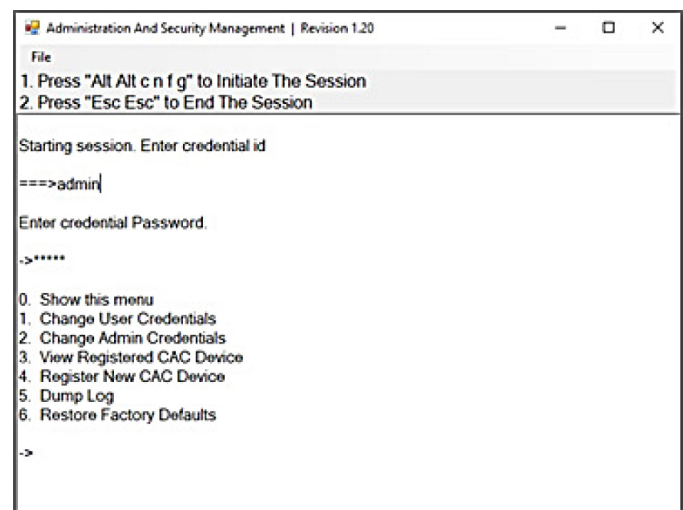 Administration And Security Management | Revision 1.20
File
1. Press "Alt Alt c n f g" to Initiate The Session
2. Press "Esc Esc" to End The Session
Starting session. Enter credential id
===>admin
Enter credential Password.
->*****
0. Show this menu
1. Change User Credentials
2. Change Admin Credentials
3. View Registered CAC Device
4. Register New CAC Device
5. Dump Log
6. Restore Factory Defaults
->